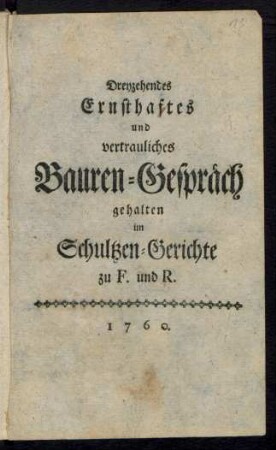 Dreyzehendes
Ernsthaftes
und
vertrauliches
Bauren-Gespräch
gehalten
im
Schultzen-Gerichte
zu F. und R.
1760.